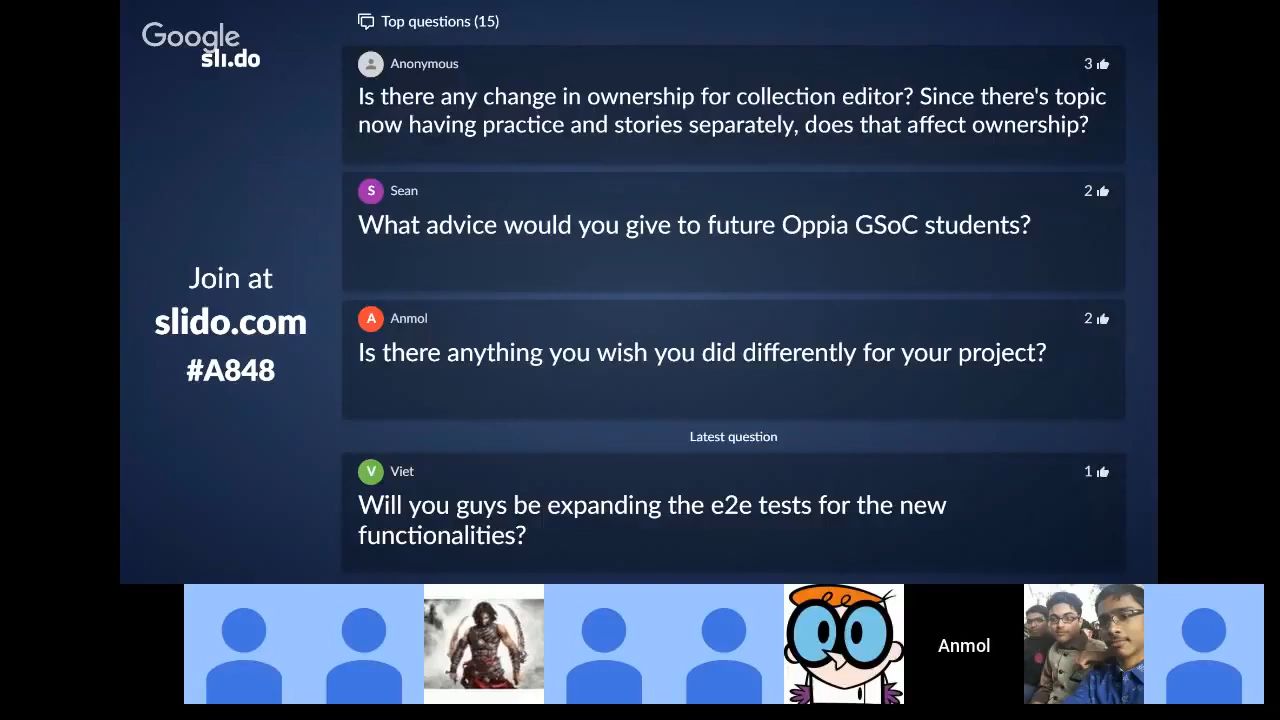 Google
sli.do
Top questions (15)
Anonymous
3
Is there any change in ownership for collection editor? Since there's topic
now having practice and stories separately, does that affect ownership?
S
Sean
2
What advice would you give to future Oppia GSoC students?
A
Anmol
2
Is there anything you wish you did differently for your project?
Join at
slido.com
#A848
Latest question
V
Viet
1
Will you guys be expanding the e2e tests for the new
functionalities?
Anmol